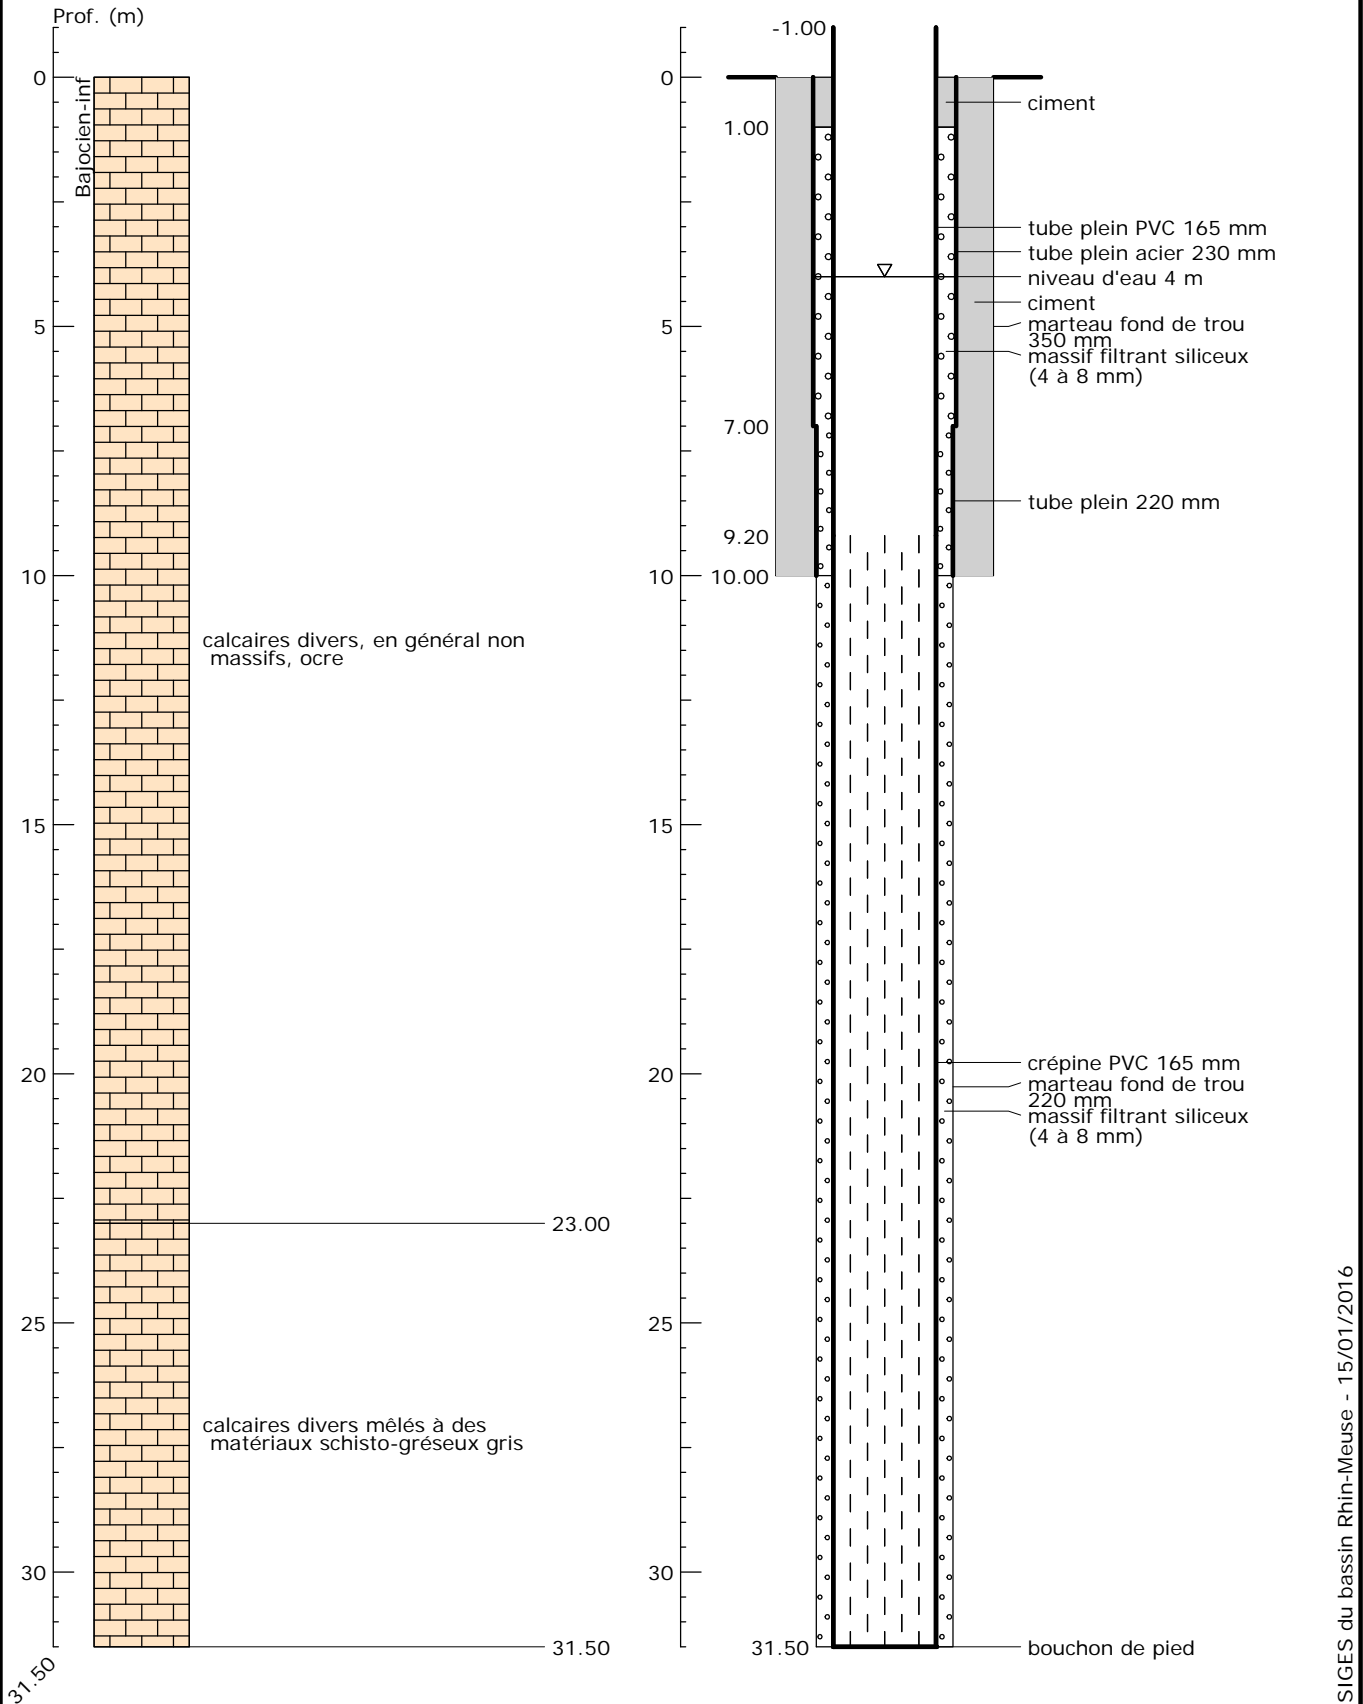 Prof. (m)
0
5
10
15
20
25
30
31.50
Bajocien-inf
calcaires divers, en général non
massifs, ocre
23.00
calcaires divers mêlés à des
matériaux schisto-gréseux gris
31.50
0
5
10
15
20
25
30
-1.00
1.00
7.00
9.20
10.00
31.50
ciment
tube plein PVC 165 mm
tube plein acier 230 mm
niveau d'eau 4 m
ciment
marteau fond de trou
350 mm
massif filtrant siliceux
(4 à 8 mm)
tube plein 220 mm
crépine PVC 165 mm
marteau fond de trou
220 mm
massif filtrant siliceux
(4 à 8 mm)
bouchon de pied
SIGES du bassin Rhin-Meuse - 15/01/2016